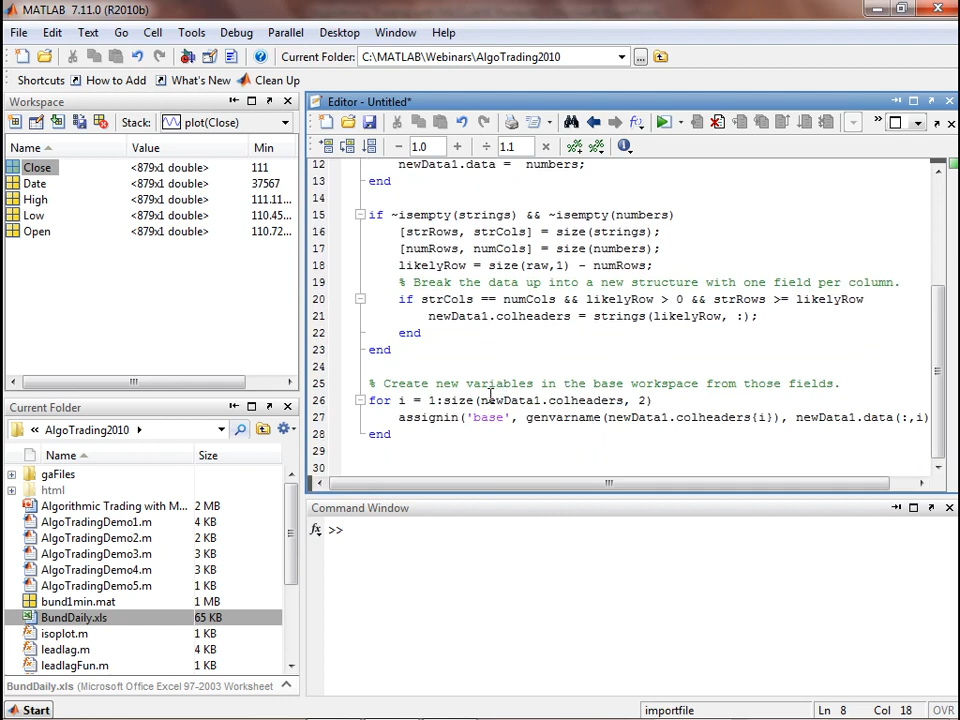 MATLAB 7.11.0 (R2010b)
File Edit Text Go Cell Tools Debug Parallel Desktop Window Help
Current Folder: C:\MATLAB\Webinars\AlgoTrading2010
Shortcuts How to Add What's New Clean Up
Workspace
Stack: plot(Close)
Name Value Min
Close <879x1 double> 111
Date <879x1 double> 37567
High <879x1 double> 111.11...
Low <879x1 double> 110.45...
Open <879x1 double> 110.72...
Current Folder
« AlgoTrading2010
Name Size
gaFiles
html
Algorithmic Trading with M... 2 MB
AlgoTradingDemo1.m 4 KB
AlgoTradingDemo2.m 4 KB
AlgoTradingDemo3.m 3 KB
AlgoTradingDemo4.m 3 KB
AlgoTradingDemo5.m 1 KB
bund1min.mat 1 MB
BundDaily.xls 65 KB
isoplot.m 1 KB
leadlag.m 1 KB
leadlagFun.m 1 KB
BundDaily.xls (Microsoft Office Excel 97-2003 Worksheet
Editor - Untitled*
1.0 1.1
12 newData1.data = numbers;
13 end
14
15 if ~isempty(strings) && ~isempty(numbers)
16 [strRows, strCols] = size(strings);
17 [numRows, numCols] = size(numbers);
18 likelyRow = size(raw,1) - numRows;
19 % Break the data up into a new structure with one field per column.
20 if strCols == numCols && likelyRow > 0 && strRows >= likelyRow
21 newData1.colheaders = strings(likelyRow, :);
22 end
23 end
24
25 % Create new variables in the base workspace from those fields.
26 for i = 1:size(newData1.colheaders, 2)
27 assignin('base', genvarname(newData1.colheaders{i}), newData1.data(:,i)
28 end
29
30
Command Window
fx >>
Start
importfile Ln 8 Col 18 OVR